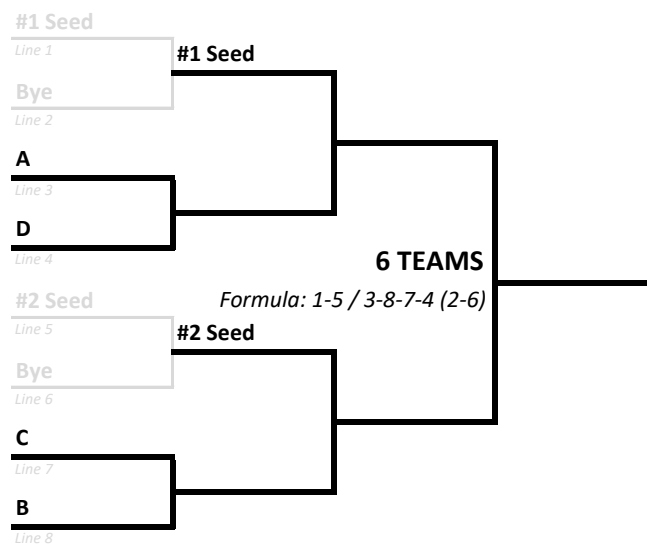 #1 Seed
Line 1
#1 Seed
Bye
Line 2
A
Line 3
D
Line 4
6 TEAMS
#2 Seed
Formula: 1-5 / 3-8-7-4 (2-6)
Line 5
#2 Seed
Bye
Line 6
C
Line 7
B
Line 8